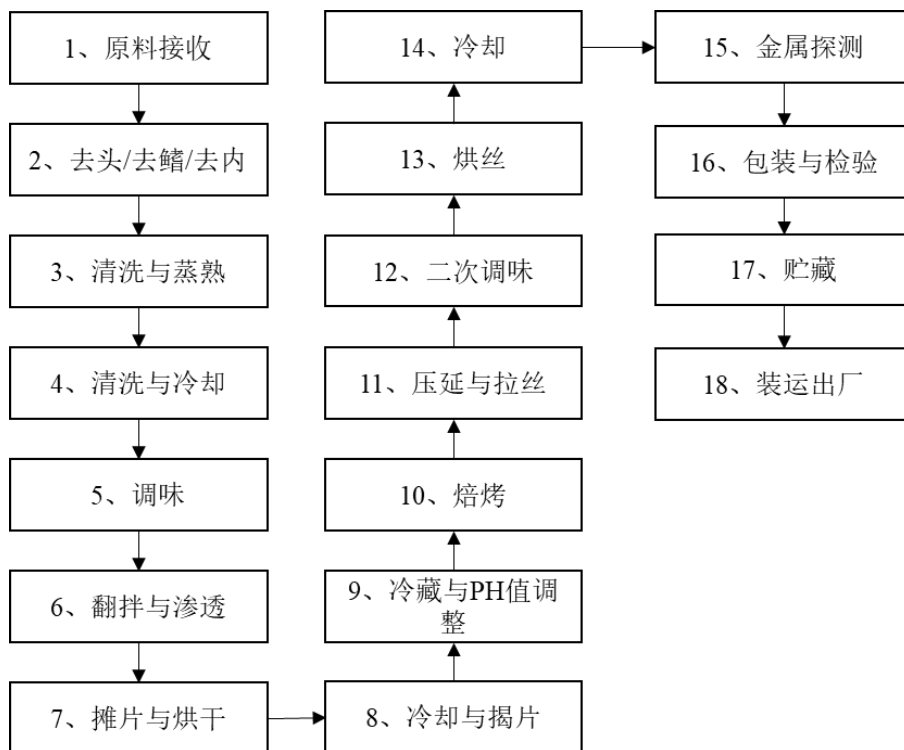 1、原料接收
2、去头/去鳍/去内
3、清洗与蒸熟
4、清洗与冷却
5、调味
6、翻拌与渗透
7、摊片与烘干
8、冷却与揭片
9、冷藏与PH值调
整
10、焙烤
11、压延与拉丝
12、二次调味
13、烘丝
14、冷却
15、金属探测
16、包装与检验
17、贮藏
18、装运出厂